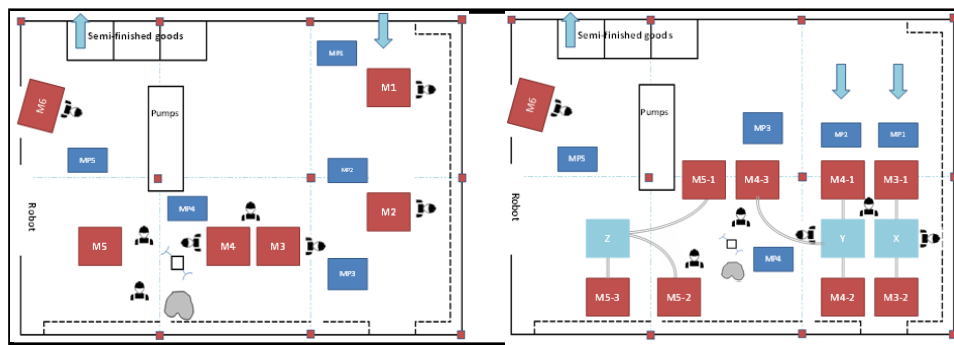 Semi-finished goods
MP1
M1
M6
Pumps
MP5
MP2
MP4
M2
Robot
M5
M4
M3
MP3
Semi-finished goods
M6
Pumps
MP3
MP2
MP1
MP5
M5-1
M4-3
M4-1
M3-1
Robot
Z
Y
X
MP4
M5-3
M5-2
M4-2
M3-2